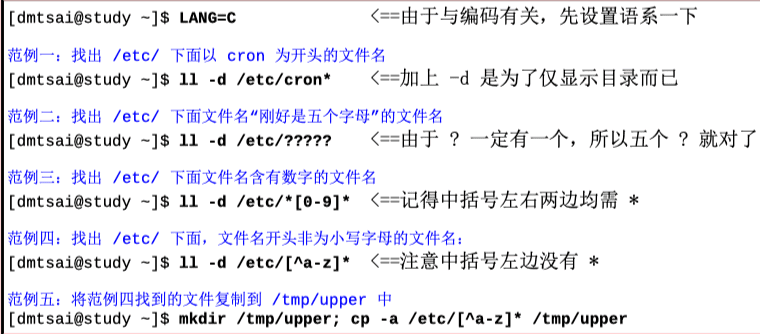 [dmtsai@study ~]$ LANG=C <==由于与编码有关，先设置语系一下
范例一：找出 /etc/ 下面以 cron 为开头的文件名
[dmtsai@study ~]$ ll -d /etc/cron* <==加上 -d 是为了仅显示目录而已
范例二：找出 /etc/ 下面文件名“刚好是五个字母”的文件名
[dmtsai@study ~]$ ll -d /etc/????? <==由于 ? 一定有一个，所以五个 ? 就对了
范例三：找出 /etc/ 下面文件名含有数字的文件名
[dmtsai@study ~]$ ll -d /etc/*[0-9]* <==记得中括号左右两边均需 *
范例四：找出 /etc/ 下面，文件名开头非为小写字母的文件名：
[dmtsai@study ~]$ ll -d /etc/[^a-z]* <==注意中括号左边没有 *
范例五：将范例四找到的文件复制到 /tmp/upper 中
[dmtsai@study ~]$ mkdir /tmp/upper; cp -a /etc/[^a-z]* /tmp/upper